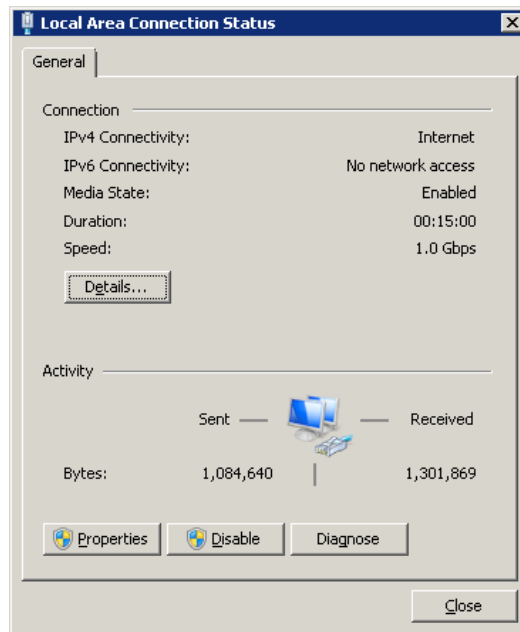 Local Area Connection Status
General
Connection
IPv4 Connectivity: Internet
IPv6 Connectivity: No network access
Media State: Enabled
Duration: 00:15:00
Speed: 1.0 Gbps
Details...
Activity
Sent Received
Bytes: 1,084,640 1,301,869
Properties Disable Diagnose
Close